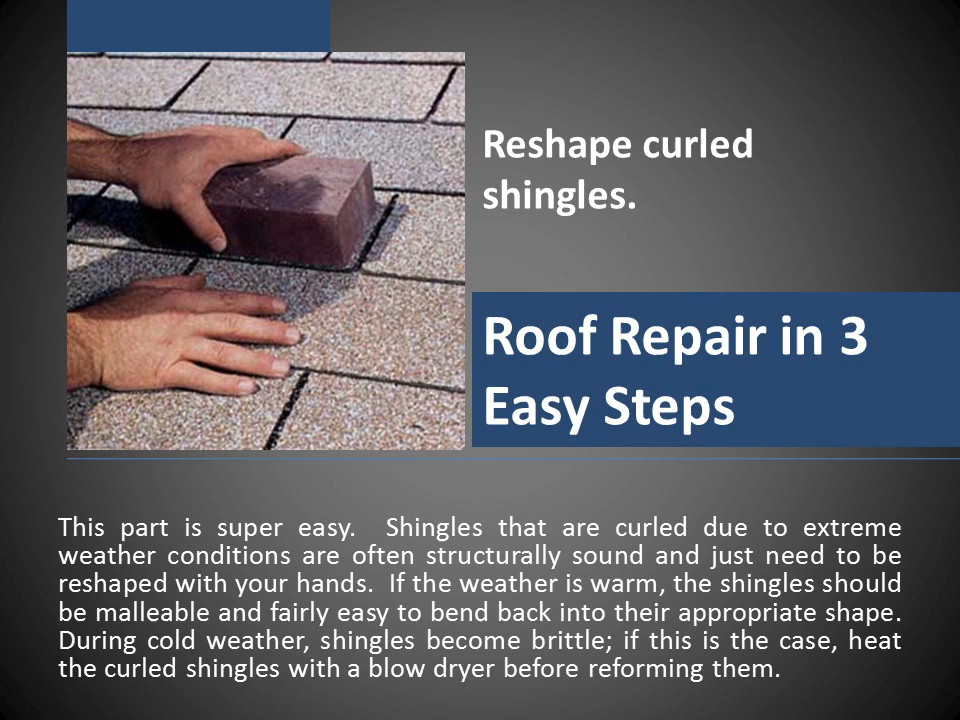 Reshape curled
shingles.
Roof Repair in 3
Easy Steps
This part is super easy.  Shingles that are curled due to extreme
weather conditions are often structurally sound and just need to be
reshaped with your hands.  If the weather is warm, the shingles should
be malleable and fairly easy to bend back into their appropriate shape.
During cold weather, shingles become brittle; if this is the case, heat
the curled shingles with a blow dryer before reforming them.